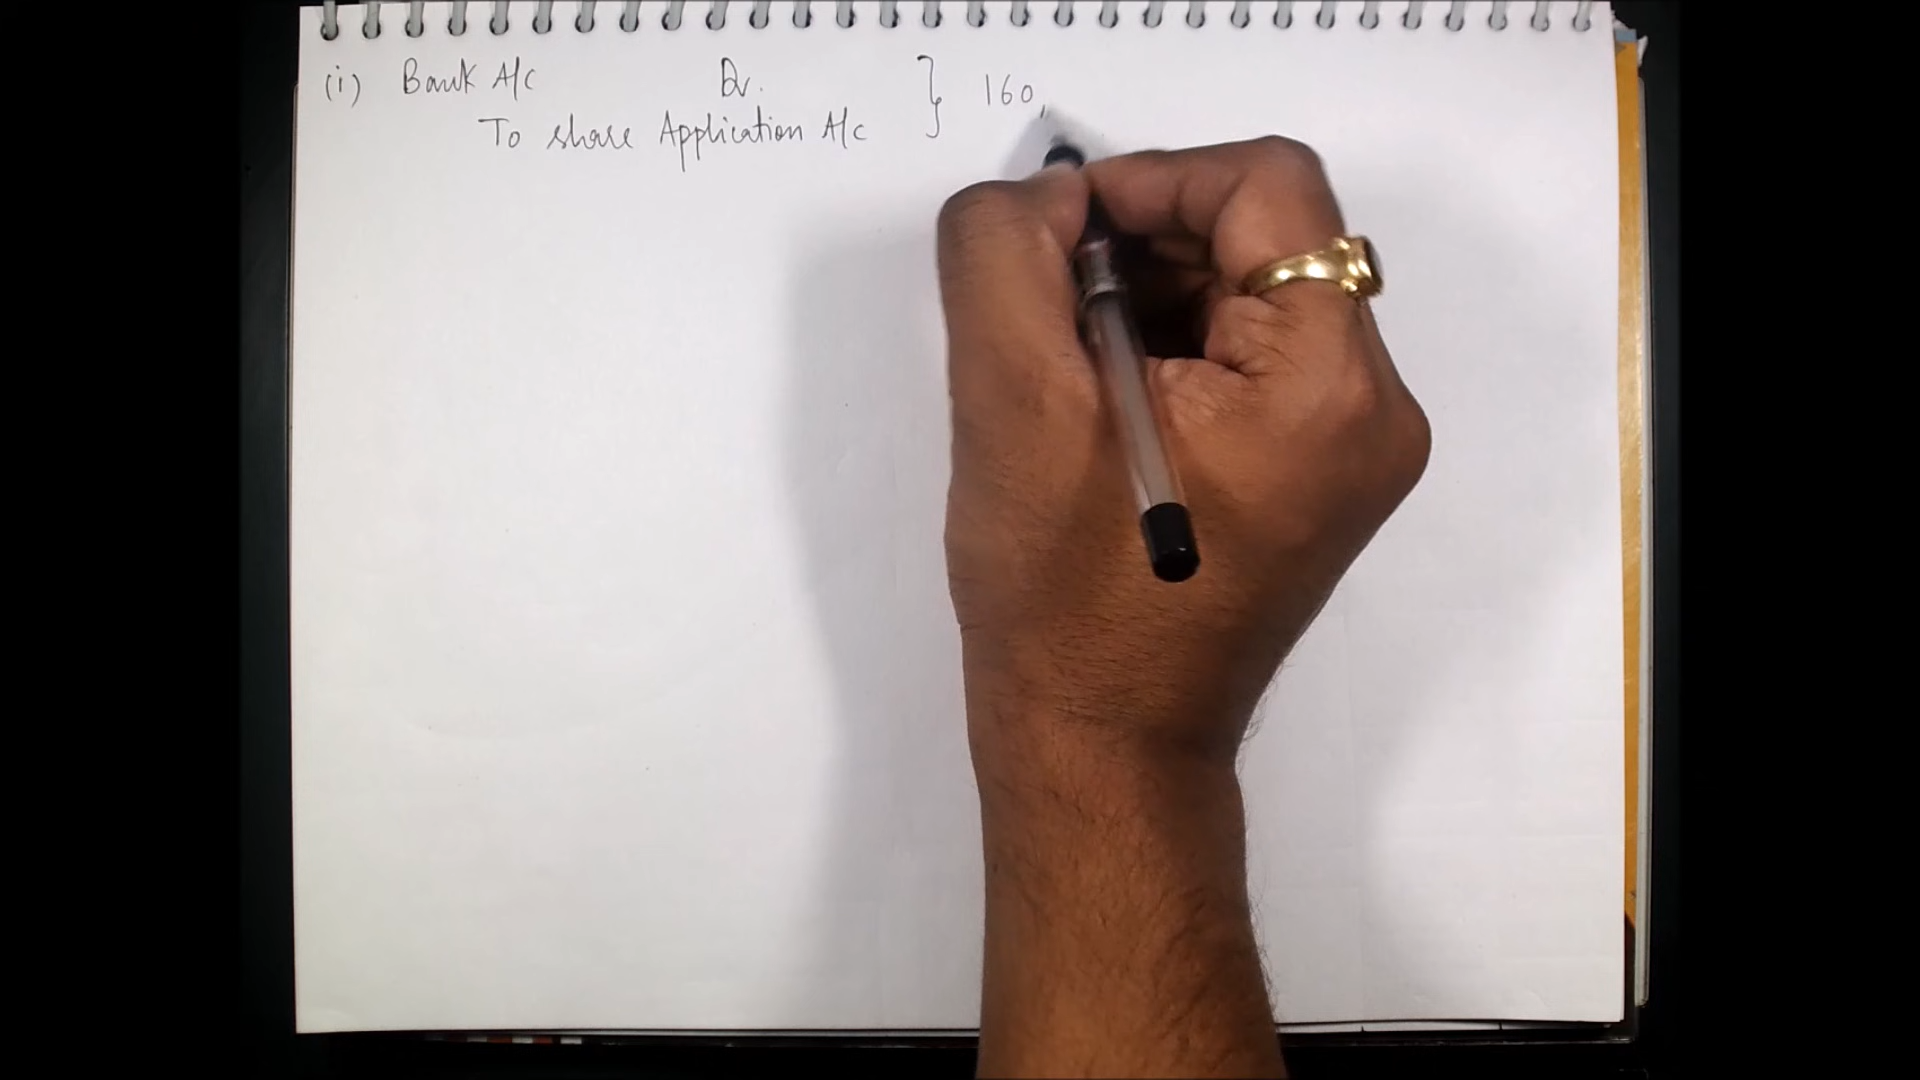 (i) Bank A/c Dr. } 160,
To share Application A/c